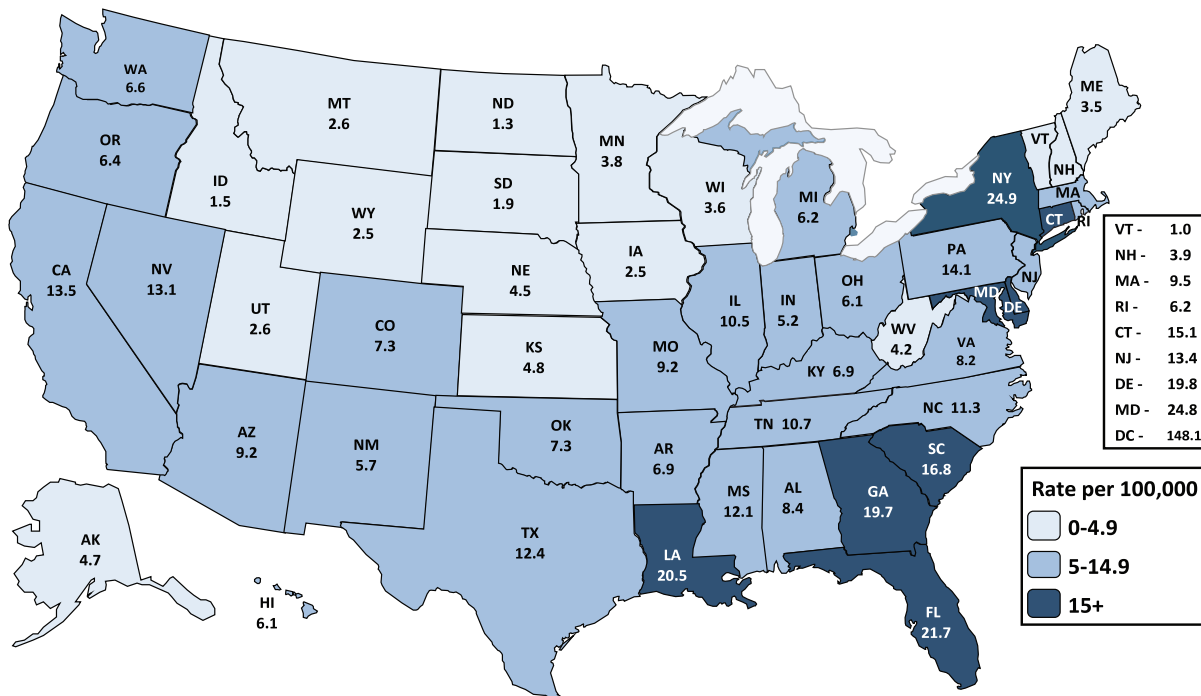 WA
6.6
OR
6.4
CA
13.5
NV
13.1
ID
1.5
MT
2.6
WY
2.5
UT
2.6
AZ
9.2
CO
7.3
NM
5.7
ND
1.3
SD
1.9
NE
4.5
KS
4.8
OK
7.3
TX
12.4
MN
3.8
IA
2.5
MO
9.2
AR
6.9
LA
20.5
WI
3.6
IL
10.5
MI
6.2
IN
5.2
OH
6.1
KY 6.9
TN 10.7
MS
12.1
AL
8.4
GA
19.7
FL
21.7
SC
16.8
NC 11.3
VA
8.2
WV
4.2
PA
14.1
NY
24.9
VT
NH
ME
3.5
MA
CT
RI
NJ
MD
DE
AK
4.7
HI
6.1
VT - 1.0
NH - 3.9
MA - 9.5
RI - 6.2
CT - 15.1
NJ - 13.4
DE - 19.8
MD - 24.8
DC - 148.1
Rate per 100,000
0-4.9
5-14.9
15+